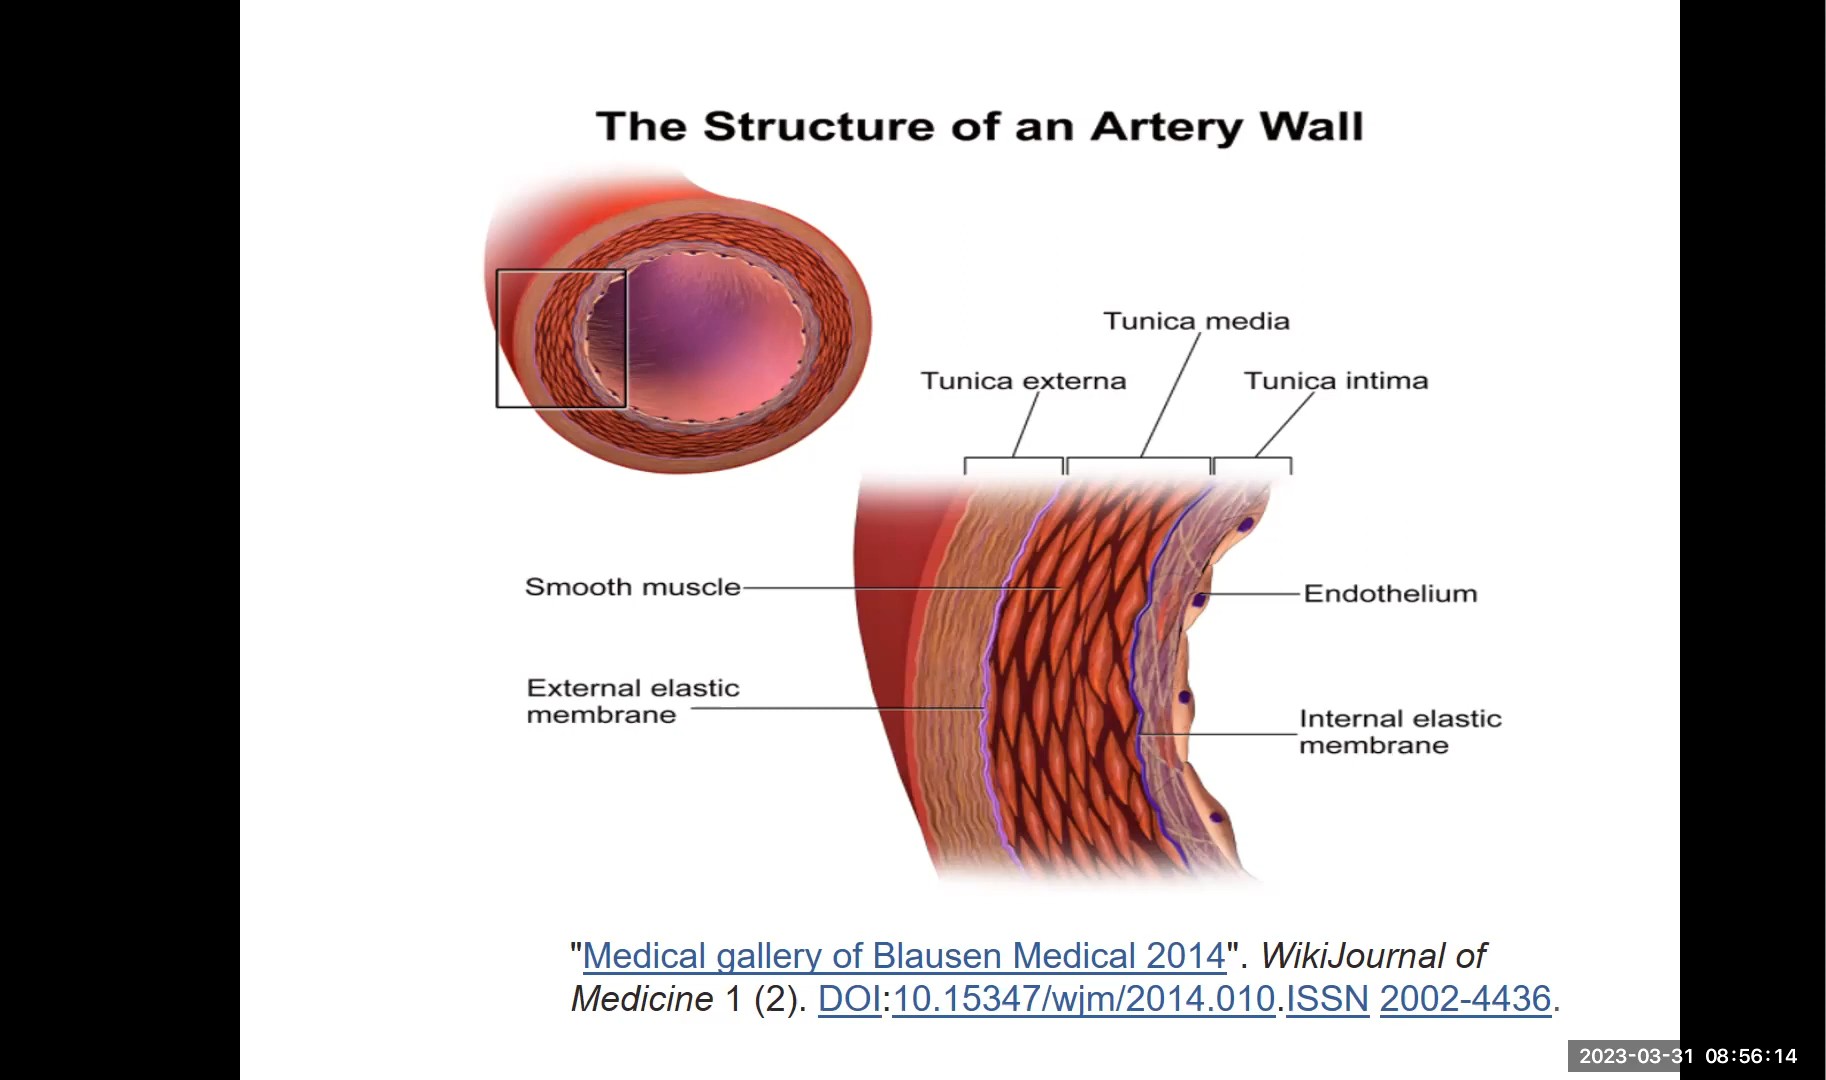 The Structure of an Artery Wall
Tunica media
Tunica externa
Tunica intima
Smooth muscle
Endothelium
External elastic
membrane
Internal elastic
membrane
"Medical gallery of Blausen Medical 2014". WikiJournal of
Medicine 1 (2). DOI:10.15347/wjm/2014.010.ISSN 2002-4436.
2023-03-31 08:56:14